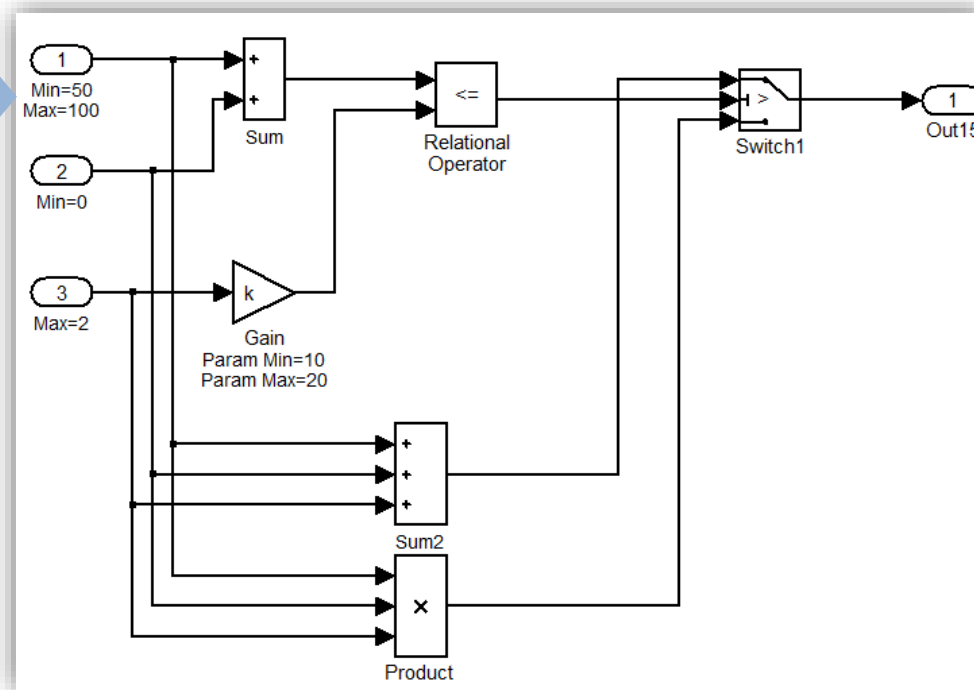 1
Min=50
Max=100
+
+
Sum
<=
Relational
Operator
>
Switch1
1
Out15
2
Min=0
3
Max=2
k
Gain
Param Min=10
Param Max=20
+
+
+
Sum2
×
Product